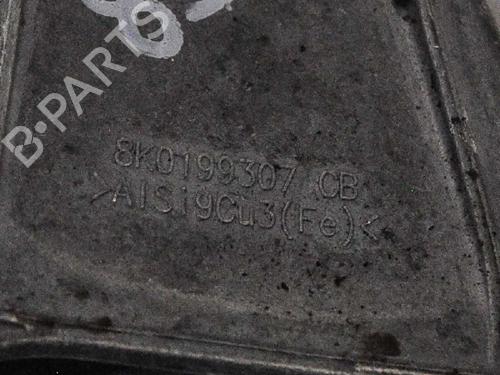 B-PARTS
8K0199307 CB
>AlSi9Cu3(Fe)<